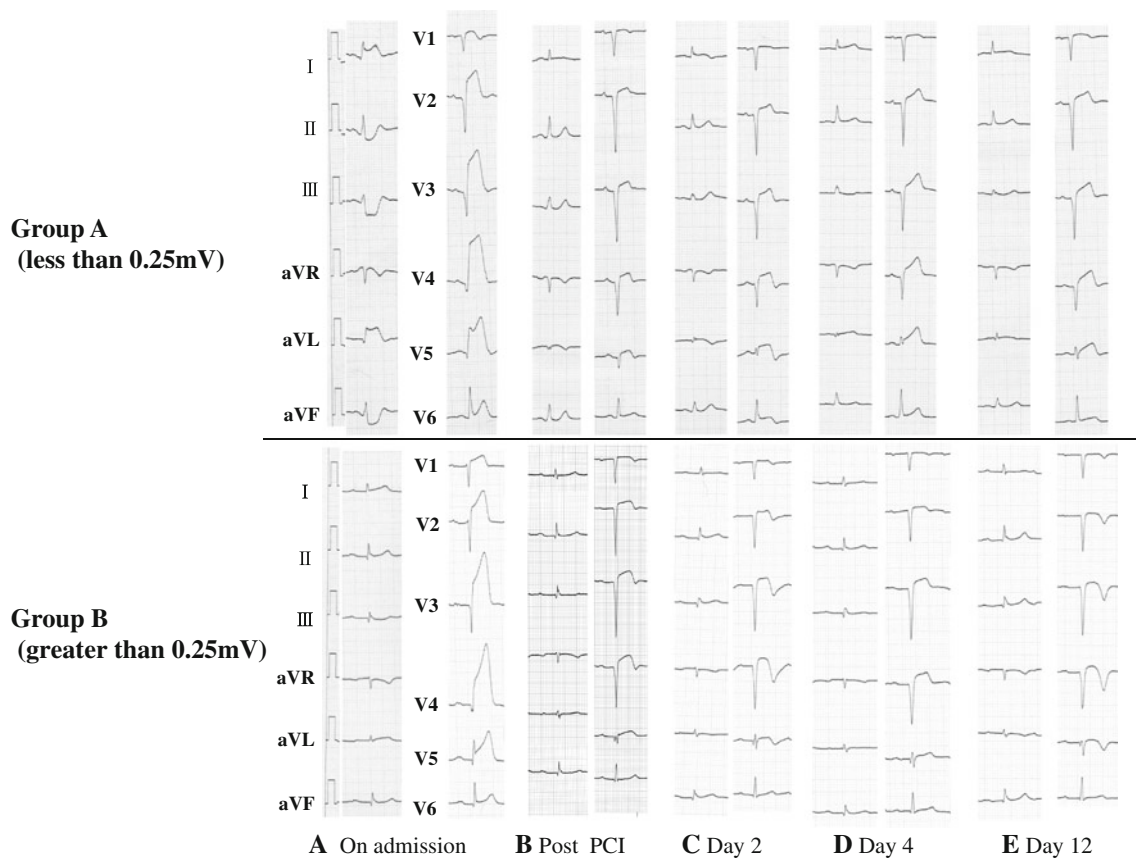 V1
I
V2
II
III
V3
Group A
(less than 0.25mV)
aVR
V4
aVL
V5
aVF
V6
V1
I
V2
II
V3
Group B
III
(greater than 0.25mV)
aVR
V4
aVL
V5
aVF
V6
A On admission
B Post PCI
C Day 2
D Day 4
E Day 12